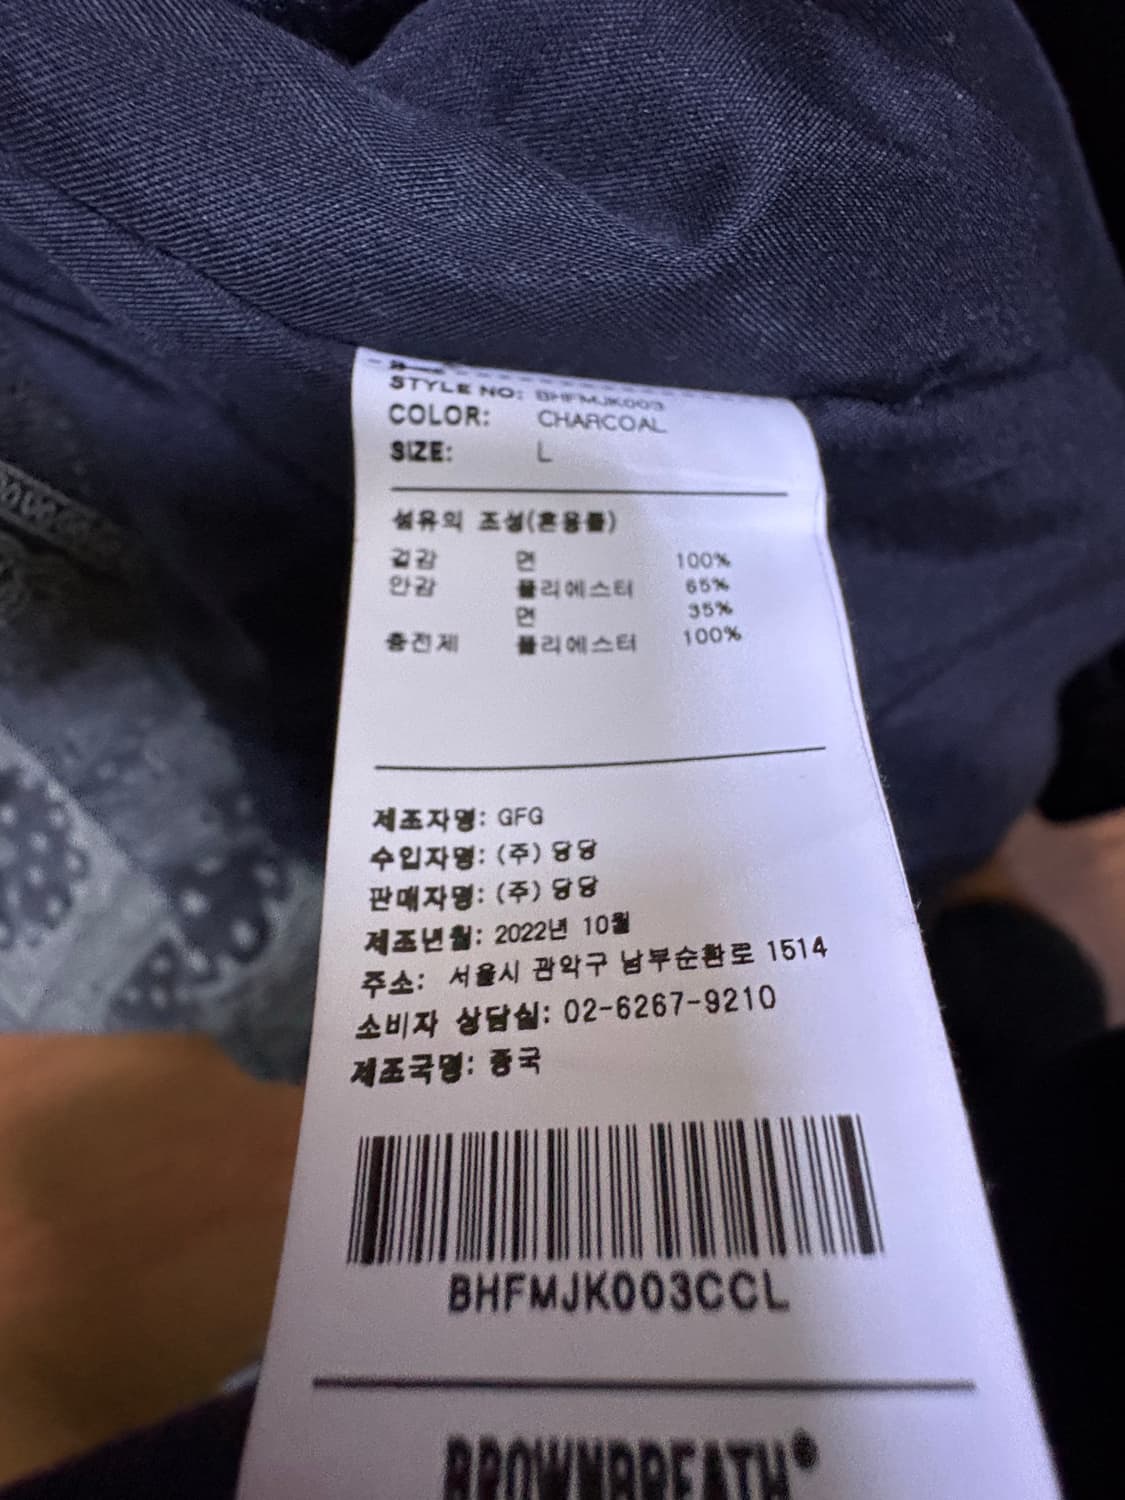 STYLE NO: BHFMJK003
COLOR: CHARCOAL
SIZE: L
섬유의 조성(혼용률)
겉감 면 100%
안감 폴리에스터 65%
면 35%
충전제 폴리에스터 100%
제조자명: GFG
수입자명: (주) 당당
판매자명: (주) 당당
제조년월: 2022년 10월
주소: 서울시 관악구 남부순환로 1514
소비자 상담실: 02-6267-9210
제조국명: 중국
BHFMJK003CCL
BROWNBREATH®